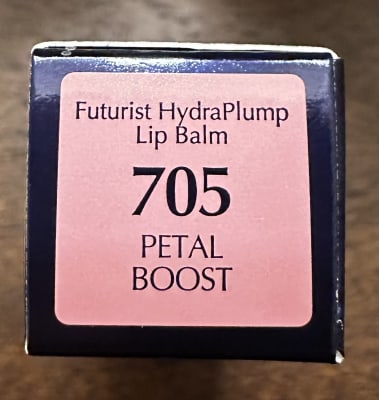 Futurist HydraPlump
Lip Balm
705
PETAL
BOOST